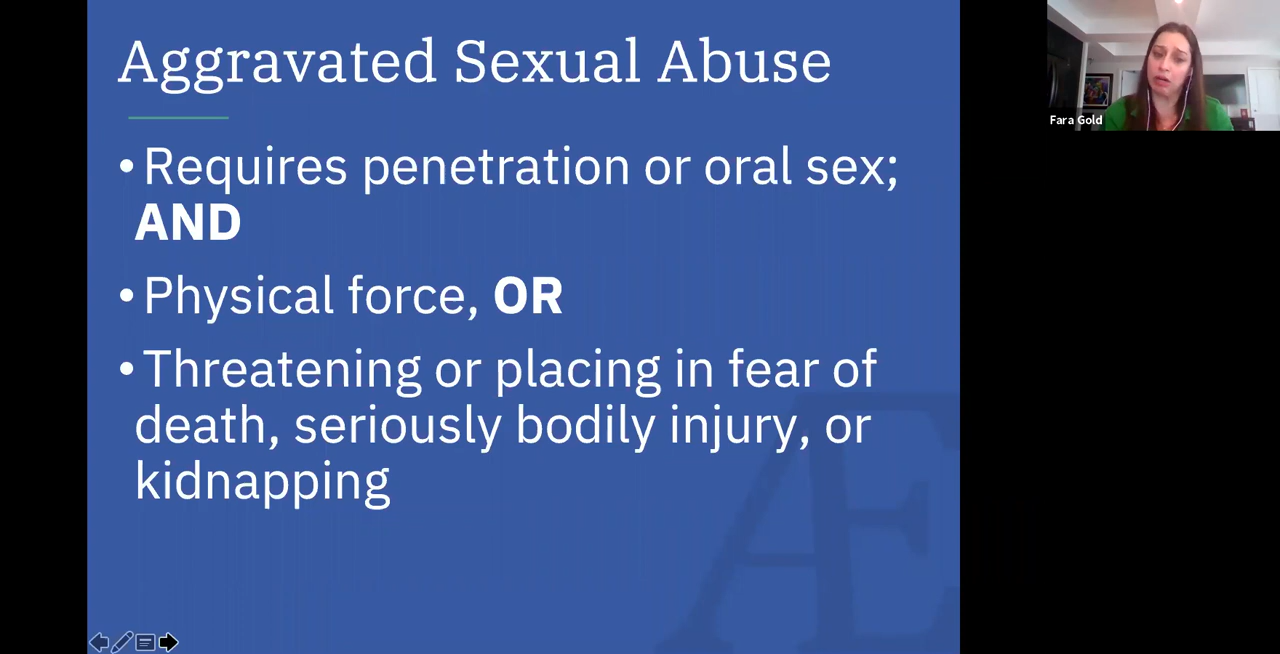 Aggravated Sexual Abuse
• Requires penetration or oral sex;
AND
• Physical force, OR
• Threatening or placing in fear of
death, seriously bodily injury, or
kidnapping
Æ
Fara Gold